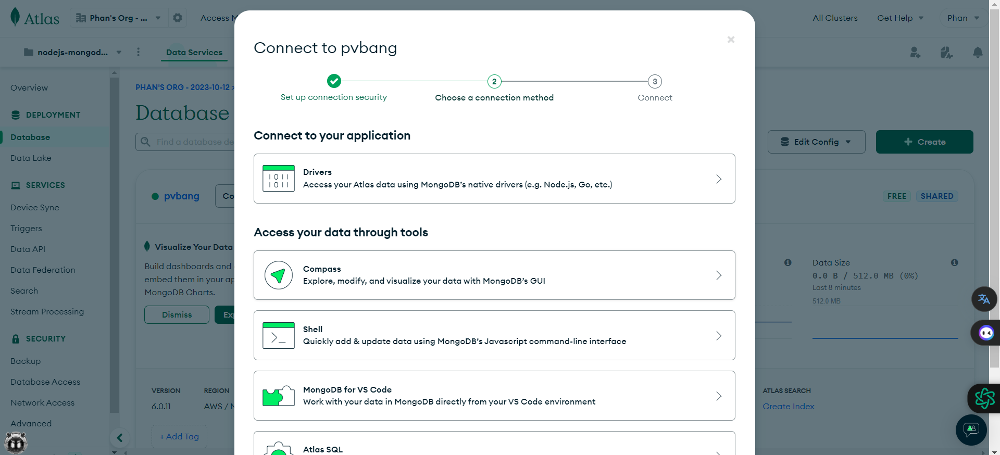 Atlas
Phan's Org - ...
Access M
All Clusters
Get Help
Phan
nodejs-mongod...
Data Services
Overview
DEPLOYMENT
Database
Data Lake
SERVICES
Device Sync
Triggers
Data API
Data Federation
Search
Stream Processing
SECURITY
Backup
Database Access
Network Access
Advanced
PHAN'S ORG - 2023-10-12 >
Database
Find a database de
Edit Config
+ Create
pvbang
Co
FREE
SHARED
Visualize Your Data
Build dashboards and
embed them in your ap
MongoDB Charts.
Dismiss
Exp
VERSION
6.0.11
REGION
AWS / N
+ Add Tag
Connect to pvbang
Set up connection security
2
Choose a connection method
3
Connect
Connect to your application
Drivers
Access your Atlas data using MongoDB’s native drivers (e.g. Node.js, Go, etc.)
Access your data through tools
Compass
Explore, modify, and visualize your data with MongoDB’s GUI
Shell
Quickly add & update data using MongoDB’s Javascript command-line interface
MongoDB for VS Code
Work with your data in MongoDB directly from your VS Code environment
Atlas SQL
Data Size
0.0 B / 512.0 MB (0%)
Last 8 minutes
512.0 MB
ATLAS SEARCH
Create Index